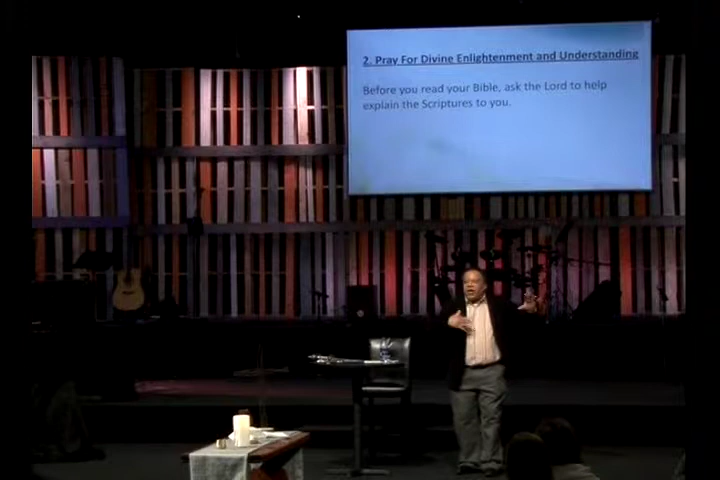 2. Pray For Divine Enlightenment and Understanding
Before you read your Bible, ask the Lord to help
explain the Scriptures to you.